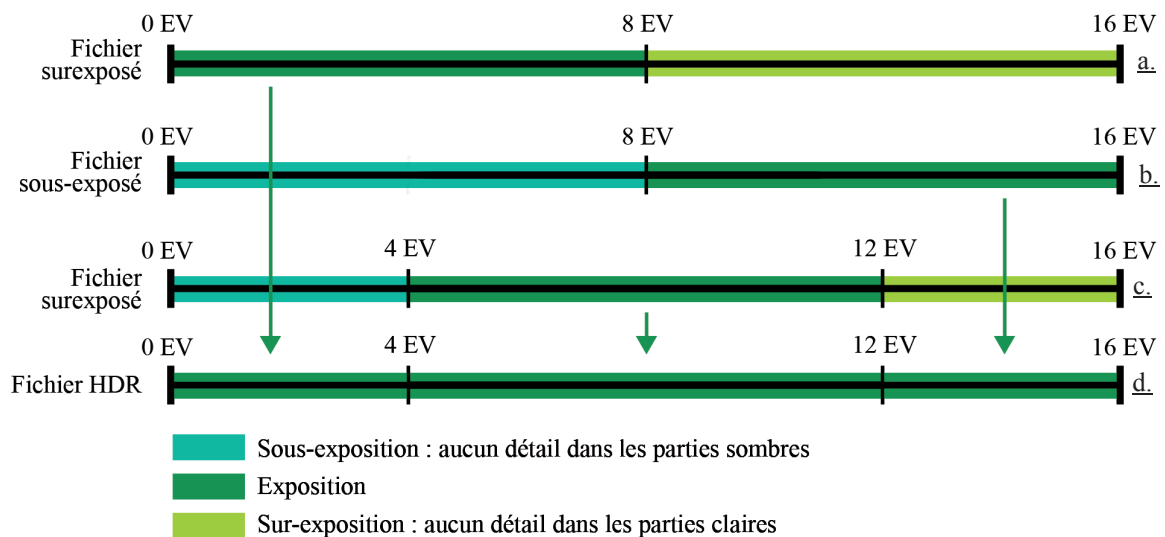 0 EV 8 EV 16 EV
Fichier
surexposé
a.
0 EV 8 EV 16 EV
Fichier
sous-exposé
b.
0 EV 4 EV 12 EV 16 EV
Fichier
surexposé
c.
0 EV 4 EV 12 EV 16 EV
Fichier HDR d.
Sous-exposition : aucun détail dans les parties sombres
Exposition
Sur-exposition : aucun détail dans les parties claires